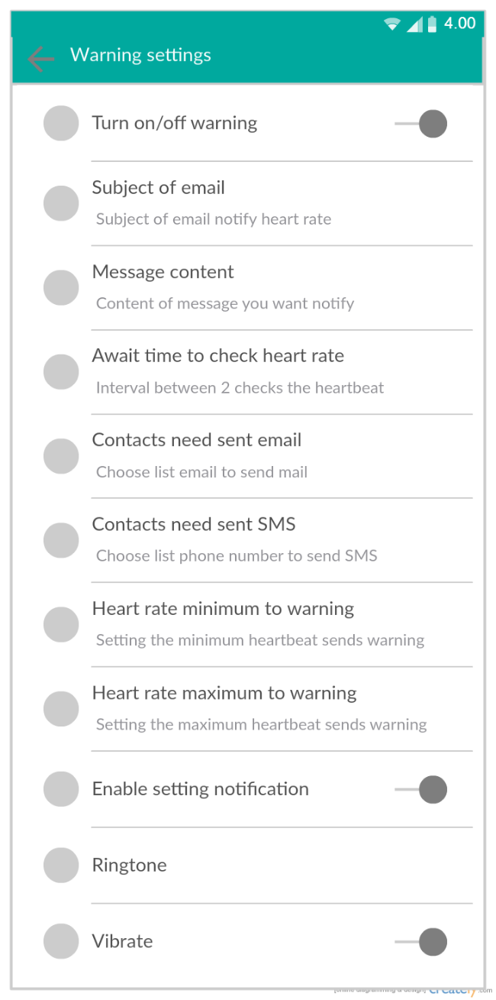 4.00
Warning settings
Turn on/off warning
Subject of email
Subject of email notify heart rate
Message content
Content of message you want notify
Await time to check heart rate
Interval between 2 checks the heartbeat
Contacts need sent email
Choose list email to send mail
Contacts need sent SMS
Choose list phone number to send SMS
Heart rate minimum to warning
Setting the minimum heartbeat sends warning
Heart rate maximum to warning
Setting the maximum heartbeat sends warning
Enable setting notification
Ringtone
Vibrate
[online diagramming & design] creately.com